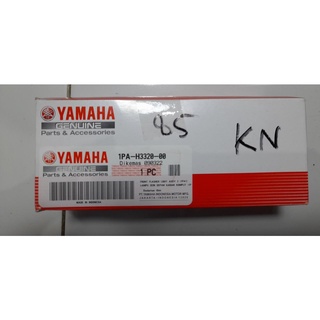 YAMAHA
GENUINE
Parts & Accessories
85
KN
YAMAHA
GENUINE
Parts & Accessories
1PA-H3320-00
Dikemas 090322
1 PC
MADE IN INDONESIA